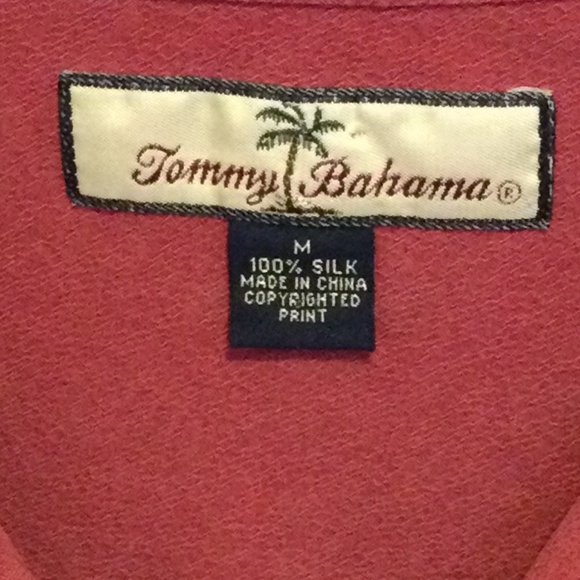 Tommy Bahama®
M
100% SILK
MADE IN CHINA
COPYRIGHTED
PRINT